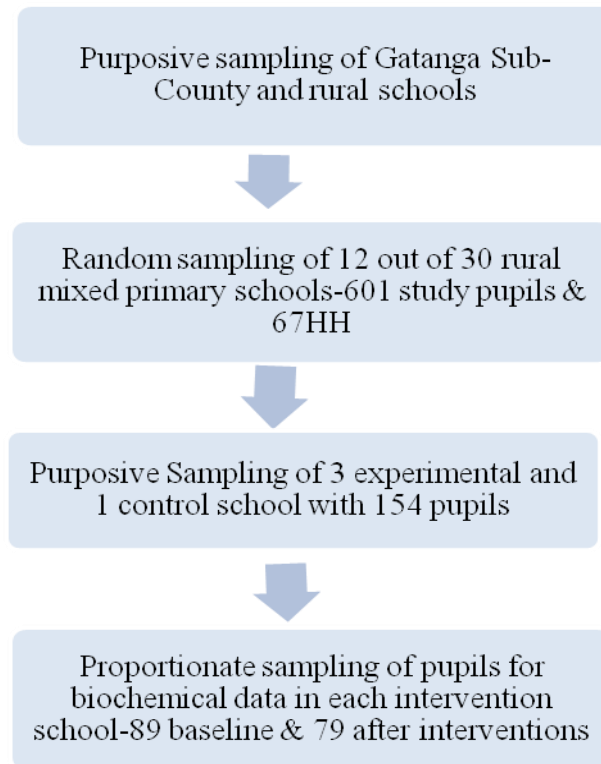 Purposive sampling of Gatanga Sub-
County and rural schools
Random sampling of 12 out of 30 rural
mixed primary schools-601 study pupils &
67HH
Purposive Sampling of 3 experimental and
1 control school with 154 pupils
Proportionate sampling of pupils for
biochemical data in each intervention
school-89 baseline & 79 after interventions